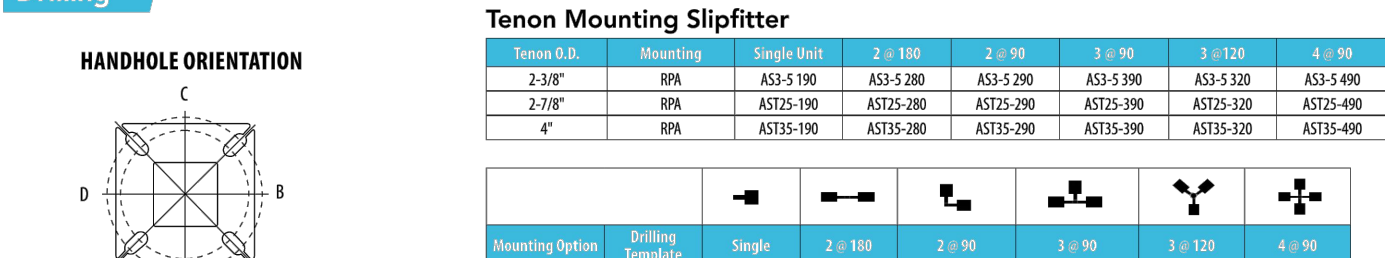 Drilling
HANDHOLE ORIENTATION
C
D
B
Tenon Mounting Slipfitter
Tenon O.D. Mounting Single Unit 2 @ 180 2 @ 90 3 @ 90 3 @120 4 @ 90
2-3/8" RPA AS3-5 190 AS3-5 280 AS3-5 290 AS3-5 390 AS3-5 320 AS3-5 490
2-7/8" RPA AST25-190 AST25-280 AST25-290 AST25-390 AST25-320 AST25-490
4" RPA AST35-190 AST35-280 AST35-290 AST35-390 AST35-320 AST35-490
Mounting Option Drilling Template Single 2 @ 180 2 @ 90 3 @ 90 3 @ 120 4 @ 90